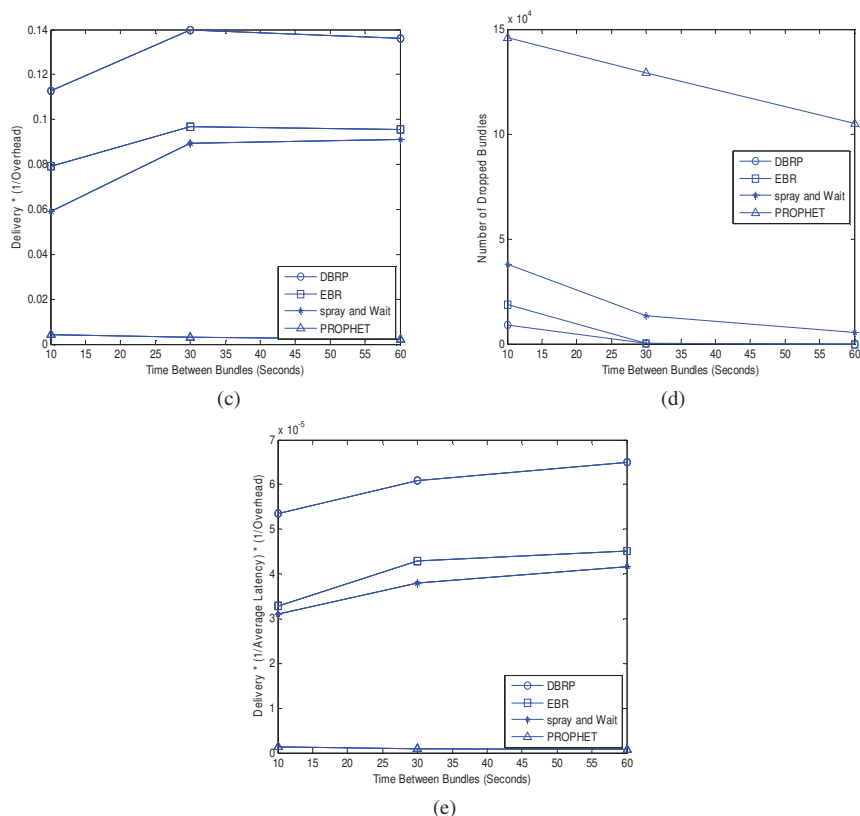 0.14
0.12
0.1
0.08
0.06
0.04
0.02
0
10 15 20 25 30 35 40 45 50 55 60
Time Between Bundles (Seconds)
Delivery * (1/Overhead)
DBRP
EBR
spray and Wait
PROPHET
(c)
15 x 10^4
10
5
0
10 15 20 25 30 35 40 45 50 55 60
Time Between Bundles (Seconds)
Number of Dropped Bundles
DBRP
EBR
spray and Wait
PROPHET
(d)
7 x 10^-5
6
5
4
3
2
1
0
10 15 20 25 30 35 40 45 50 55 60
Time Between Bundles (Seconds)
Delivery * (1/Average Latency) * (1/Overhead)
DBRP
EBR
spray and Wait
PROPHET
(e)